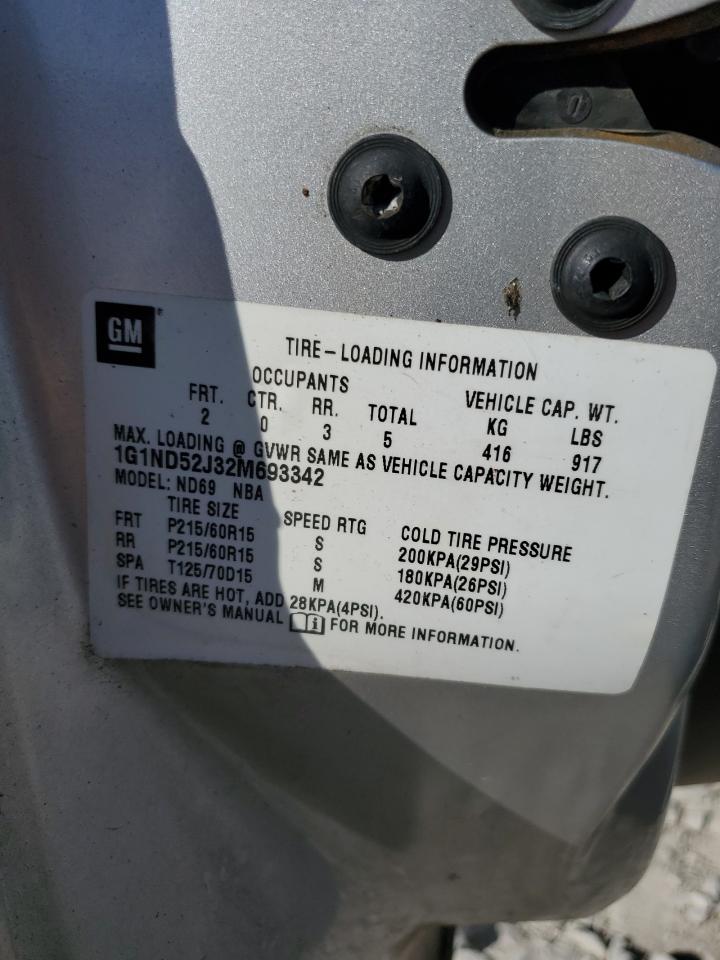 GM
TIRE-LOADING INFORMATION
OCCUPANTS VEHICLE CAP. WT.
FRT. CTR. RR. TOTAL KG LBS
2 0 3 5 416 917
MAX. LOADING @ GVWR SAME AS VEHICLE CAPACITY WEIGHT.
1G1ND52J32M693342
MODEL: ND69 NBA
TIRE SIZE SPEED RTG COLD TIRE PRESSURE
FRT P215/60R15 S 200KPA(29PSI)
RR P215/60R15 S 180KPA(26PSI)
SPA T125/70D15 M 420KPA(60PSI)
IF TIRES ARE HOT, ADD 28KPA(4PSI).
SEE OWNER'S MANUAL i FOR MORE INFORMATION.